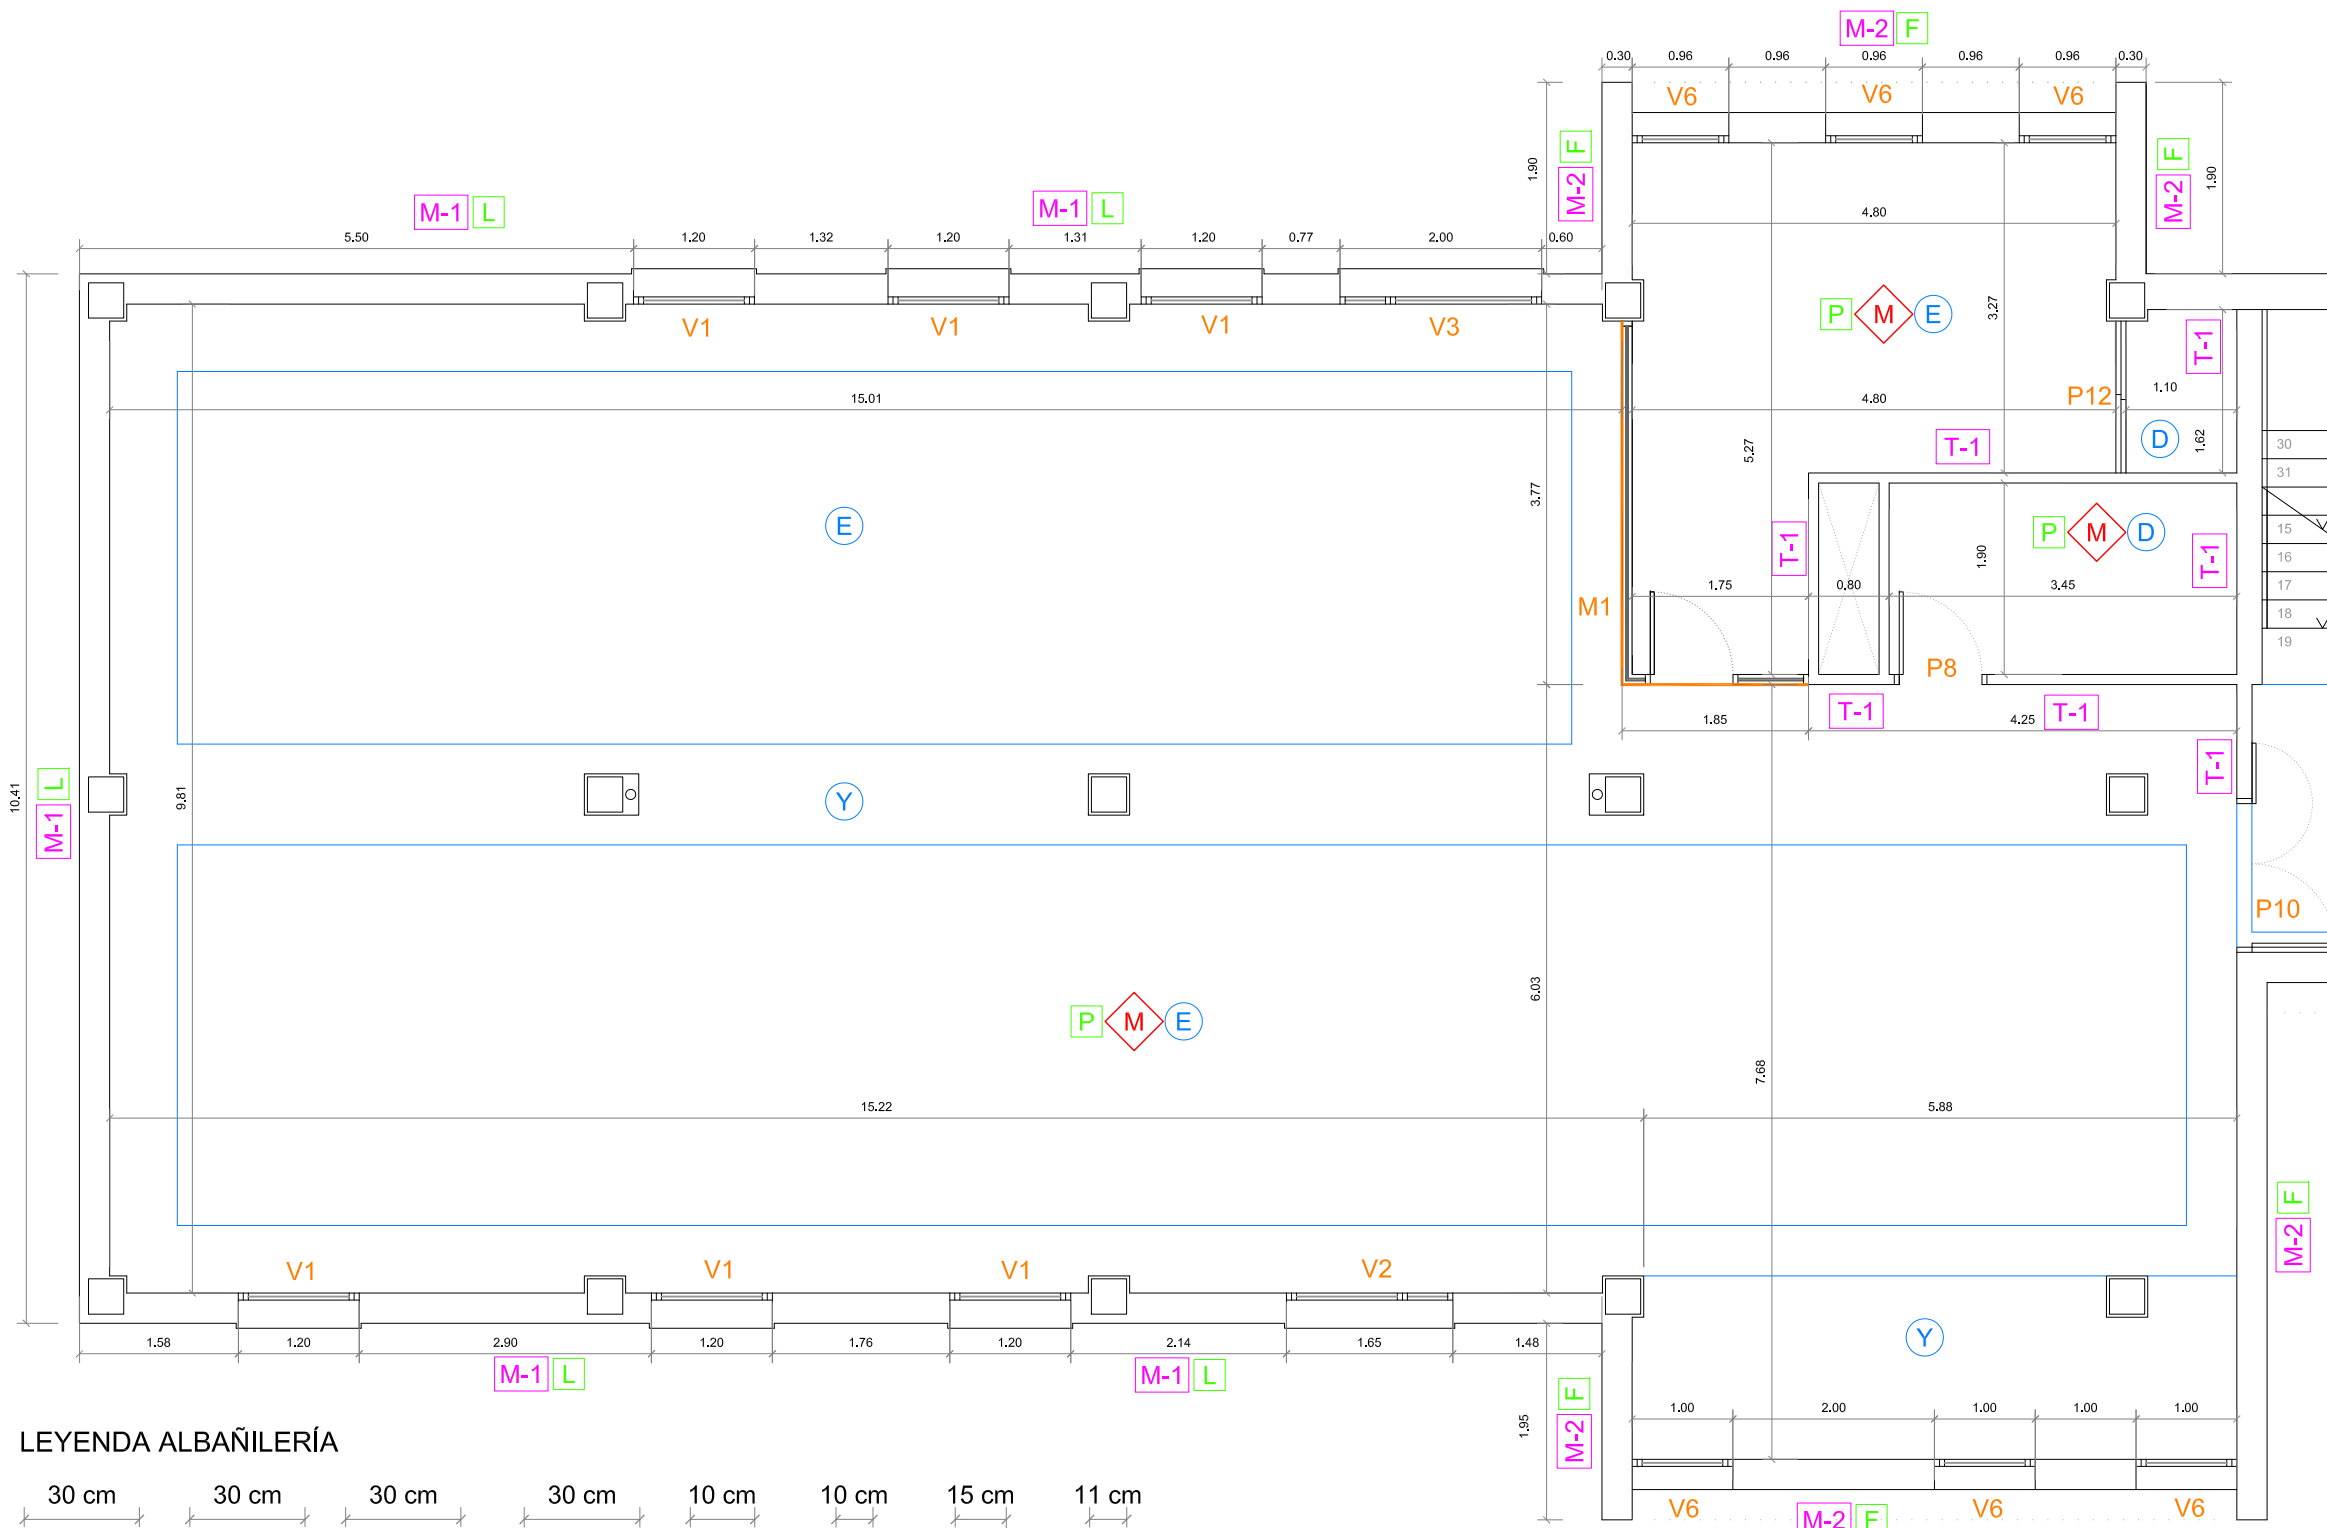 M-2 F
0.30 0.96 0.96 0.96 0.96 0.96 0.30
V6 V6 V6
1.90
M-2 F
M-2 F
1.90
M-1 L
M-1 L
5.50 1.20 1.32 1.20 1.31 1.20 0.77 2.00 0.60
4.80
V1 V1 V1 V3
P M E
3.27
T-1
15.01
4.80
P12
1.10
1.62
D
T-1
5.27
3.77
30
31
15
16
17
18
19
E
P M D
T-1
T-1
1.90
M1
1.75 0.80 3.45
P8
T-1
T-1
1.85
4.25
T-1
10.41
M-1 L
9.81
Y
P10
6.03
P M E
7.68
15.22
5.88
M-2 F
V1 V1 V1 V2
Y
1.58 1.20 2.90 1.20 1.76 1.20 2.14 1.65 1.48
M-1 L
M-1 L
1.95
M-2 F
1.00 2.00 1.00 1.00 1.00
LEYENDA ALBAÑILERÍA
30 cm 30 cm 30 cm 30 cm 10 cm 10 cm 15 cm 11 cm
V6 V6 V6
M-2 F